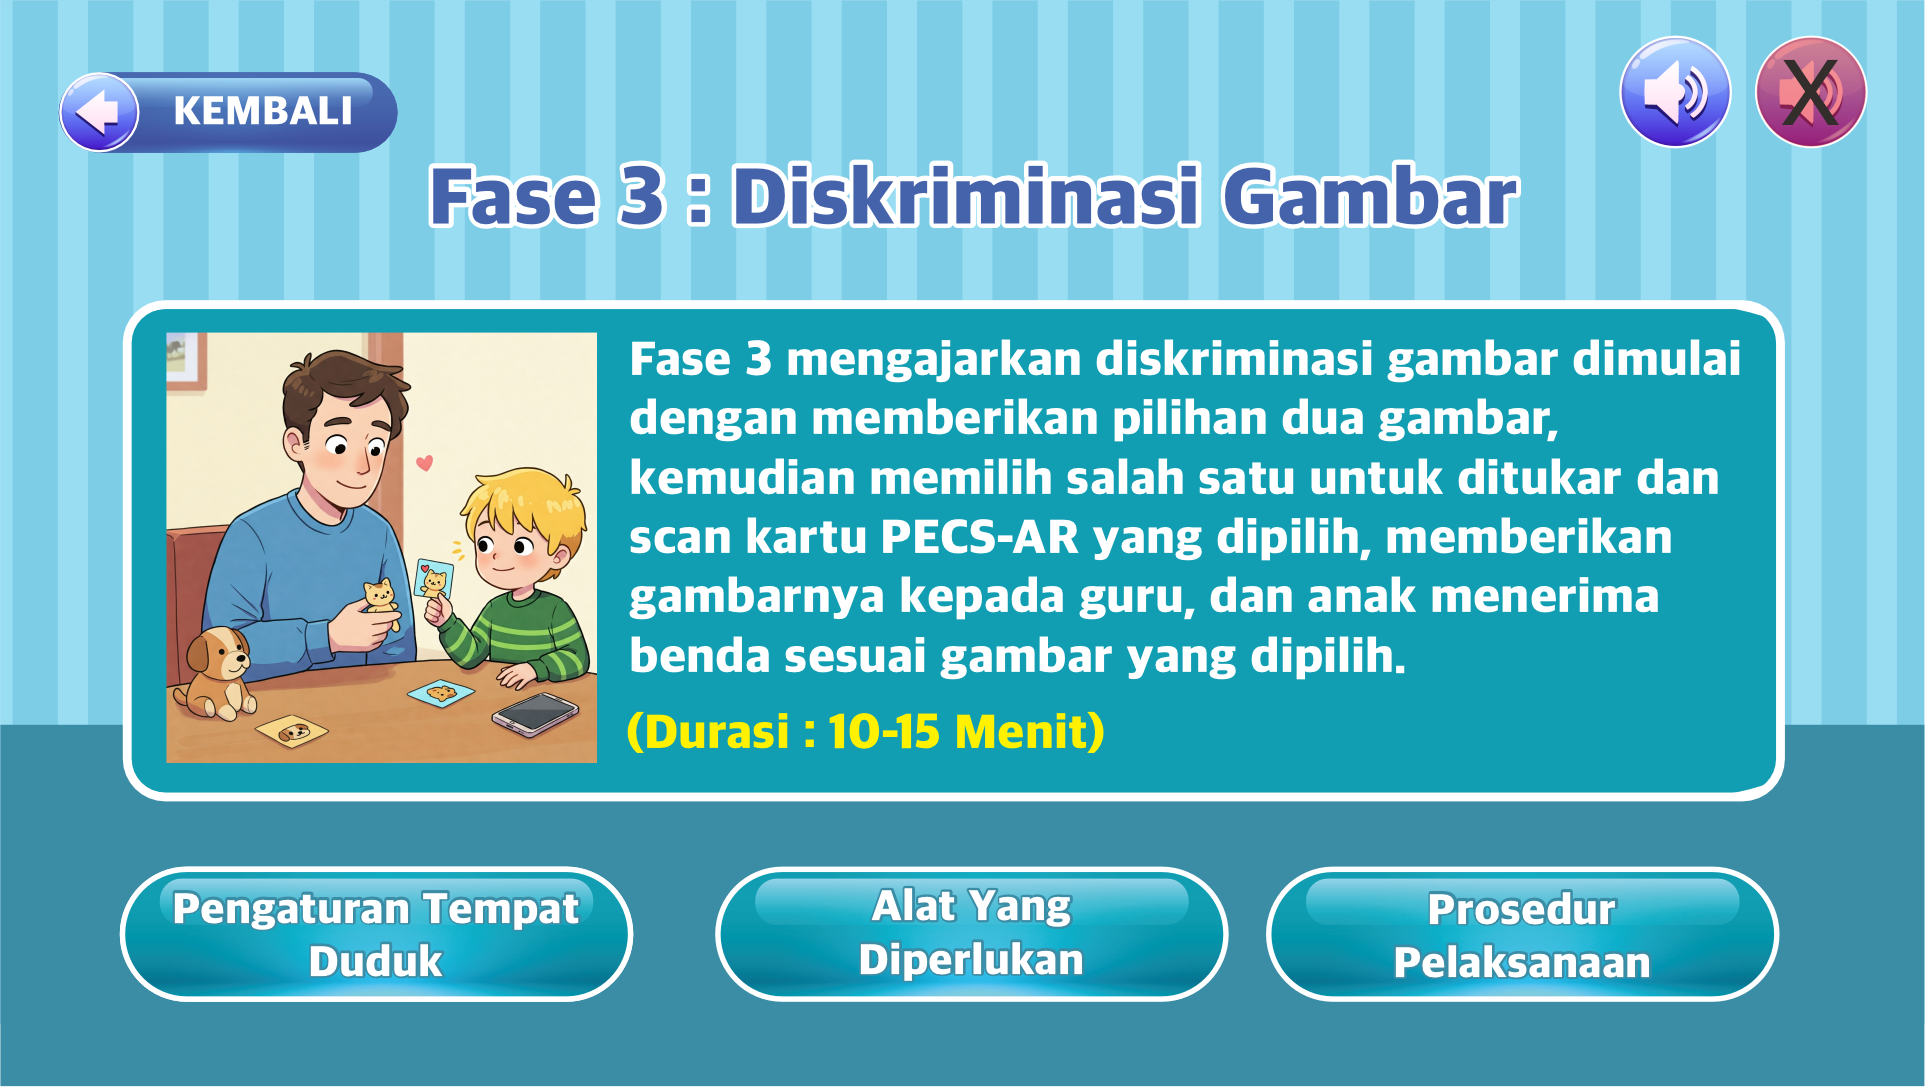 KEMBALI
X
Fase 3 : Diskriminasi Gambar
Fase 3 mengajarkan diskriminasi gambar dimulai
dengan memberikan pilihan dua gambar,
kemudian memilih salah satu untuk ditukar dan
scan kartu PECS-AR yang dipilih, memberikan
gambarnya kepada guru, dan anak menerima
benda sesuai gambar yang dipilih.
(Durasi : 10-15 Menit)
Pengaturan Tempat
Duduk
Alat Yang
Diperlukan
Prosedur
Pelaksanaan